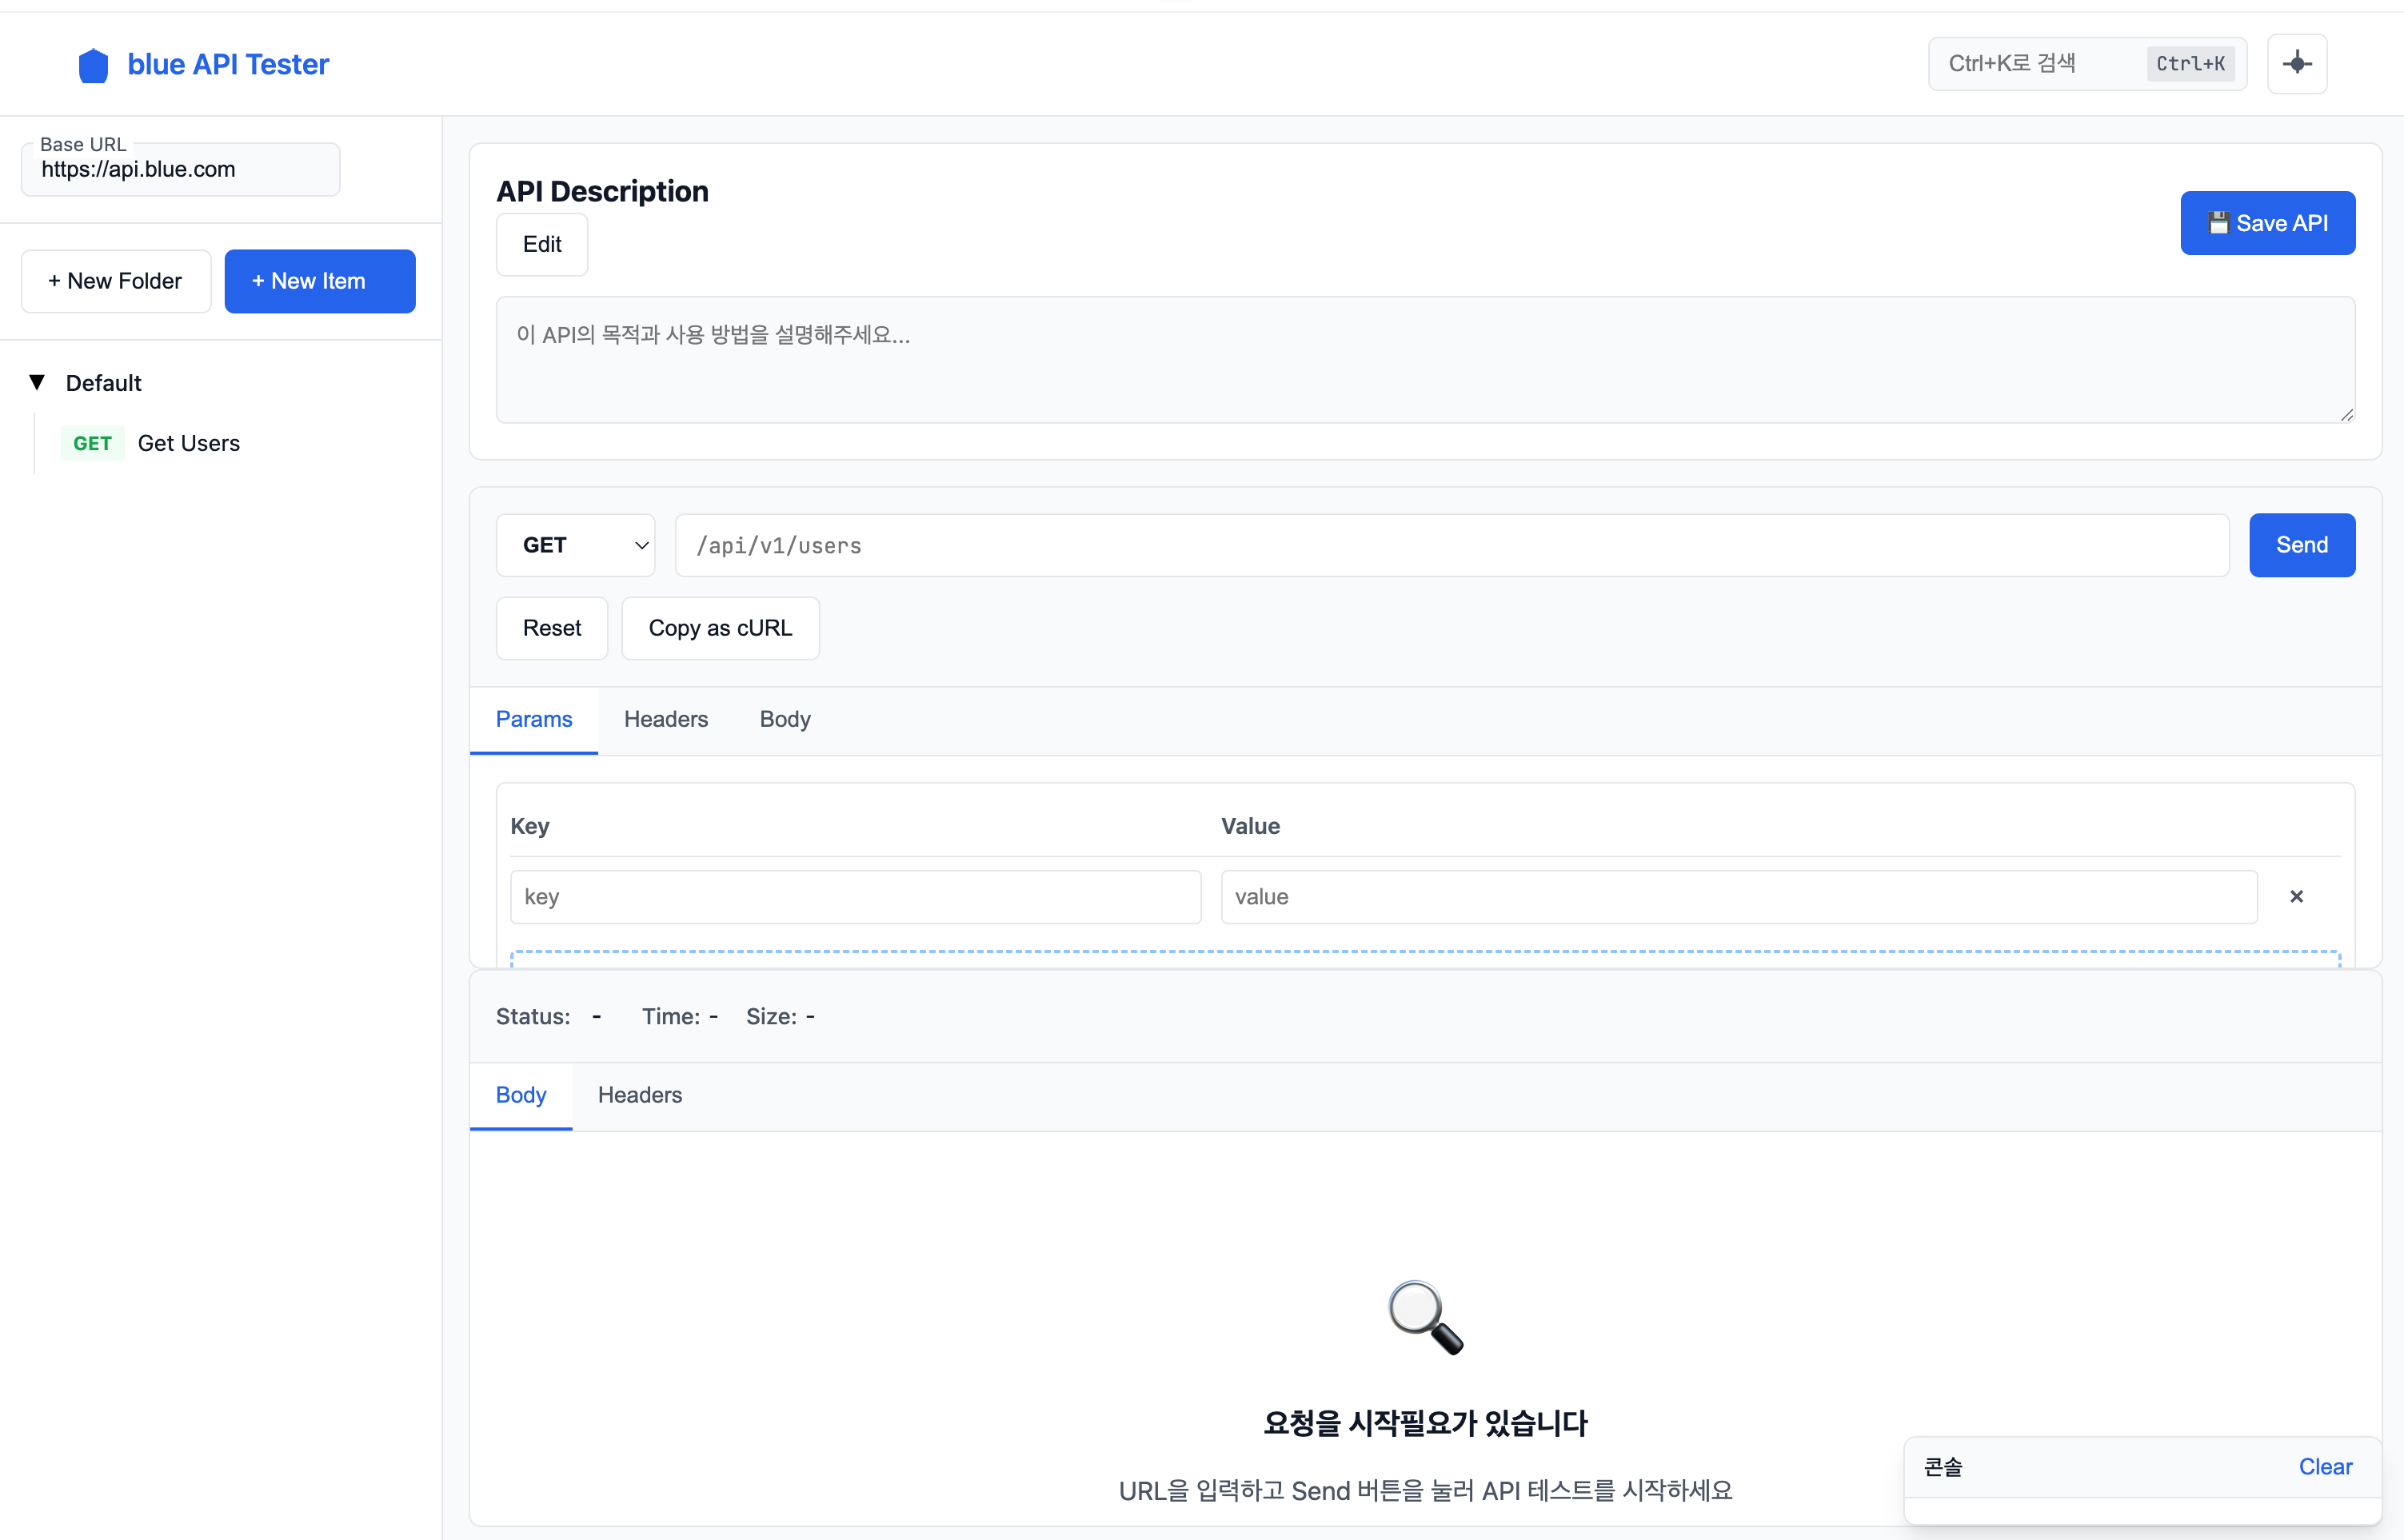 blue API Tester
Ctrl+K로 검색 Ctrl+K
Base URL
https://api.blue.com
+ New Folder + New Item
▼ Default
GET Get Users
API Description
Edit
💾 Save API
이 API의 목적과 사용 방법을 설명해주세요...
GET /api/v1/users Send
Reset Copy as cURL
Params Headers Body
Key Value
key value ×
Status: - Time: - Size: -
Body Headers
요청을 시작필요가 있습니다
URL을 입력하고 Send 버튼을 눌러 API 테스트를 시작하세요
콘솔 Clear